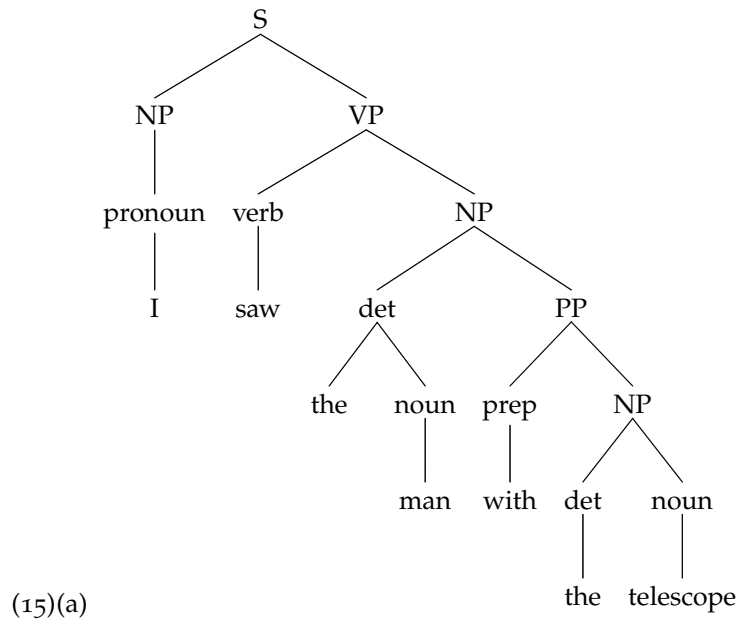 S
NP VP
pronoun verb NP
I saw det PP
the noun prep NP
man with det noun
(15)(a) the telescope